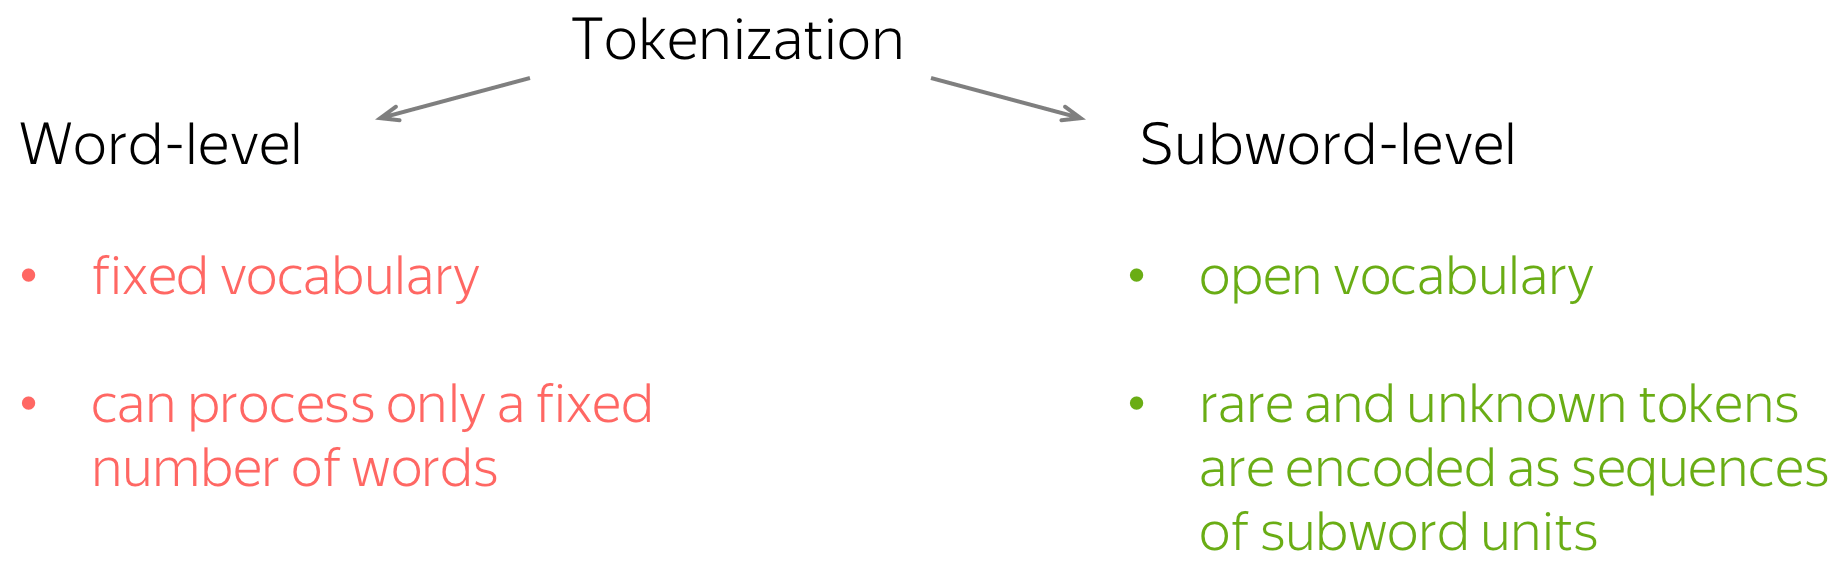 Tokenization
Word-level
• fixed vocabulary
• can process only a fixed
number of words
Subword-level
• open vocabulary
• rare and unknown tokens
are encoded as sequences
of subword units